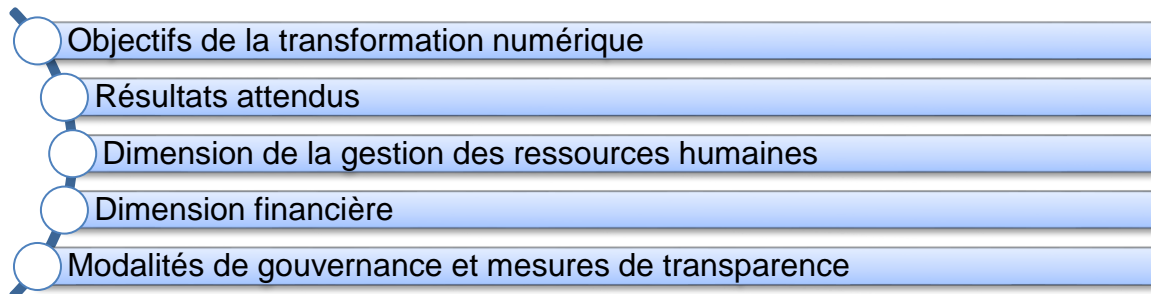 Objectifs de la transformation numérique
Résultats attendus
Dimension de la gestion des ressources humaines
Dimension financière
Modalités de gouvernance et mesures de transparence